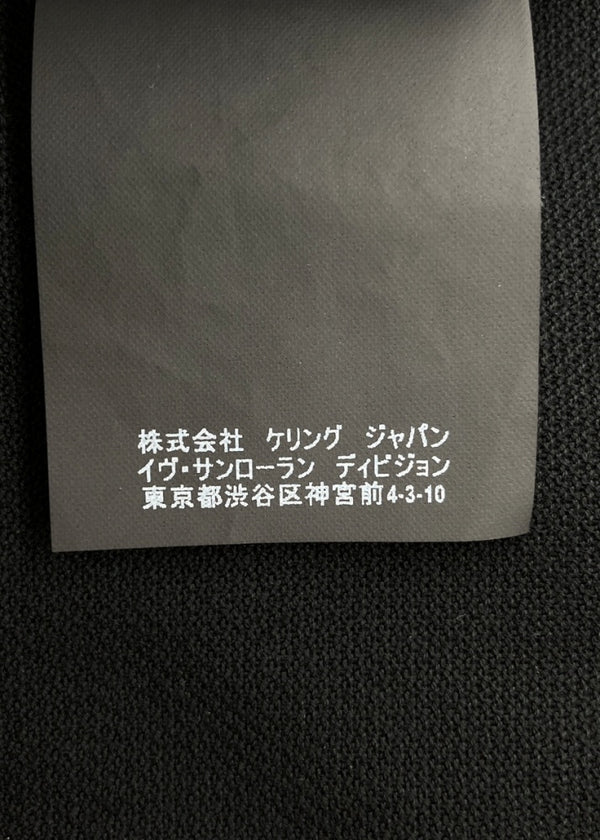 株式会社 ケリング ジャパン
イヴ・サンローラン ディビジョン
東京都渋谷区神宮前4-3-10